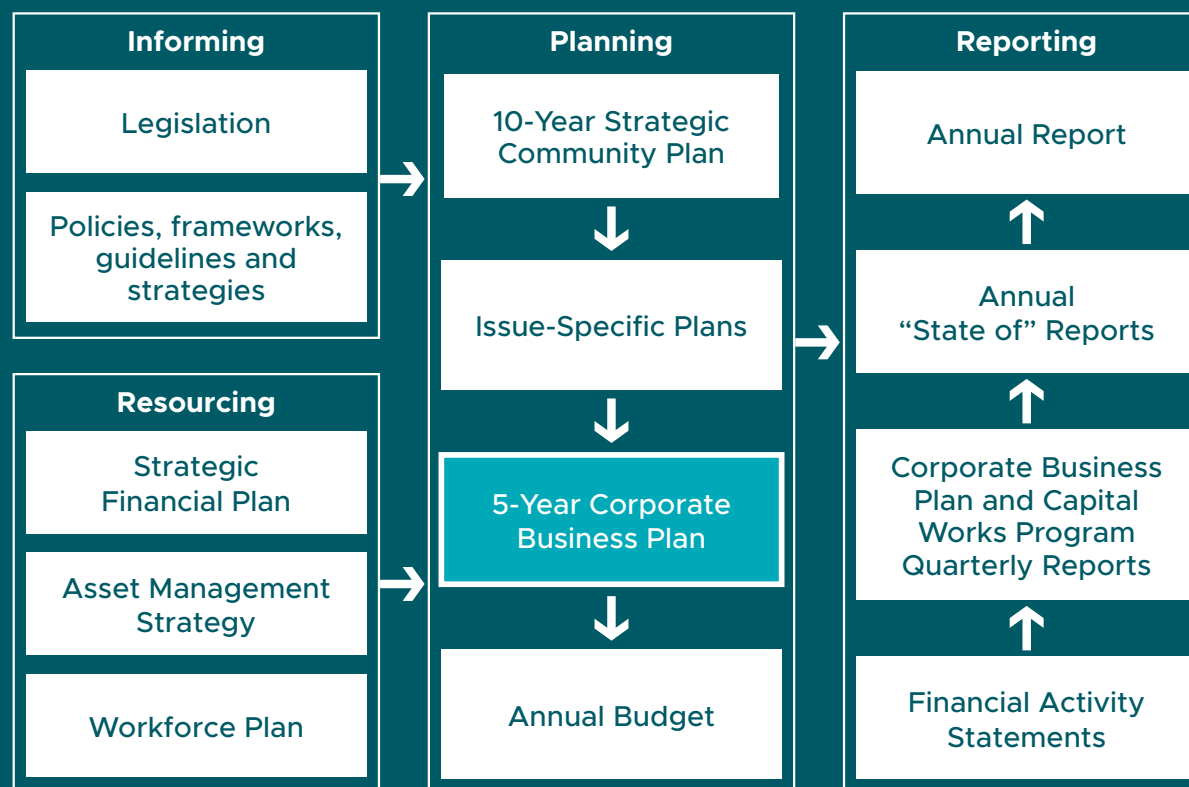 Informing
Legislation
Policies, frameworks,
guidelines and
strategies
Resourcing
Strategic
Financial Plan
Asset Management
Strategy
Workforce Plan
Planning
10-Year Strategic
Community Plan
Issue-Specific Plans
5-Year Corporate
Business Plan
Annual Budget
Reporting
Annual Report
Annual
“State of” Reports
Corporate Business
Plan and Capital
Works Program
Quarterly Reports
Financial Activity
Statements